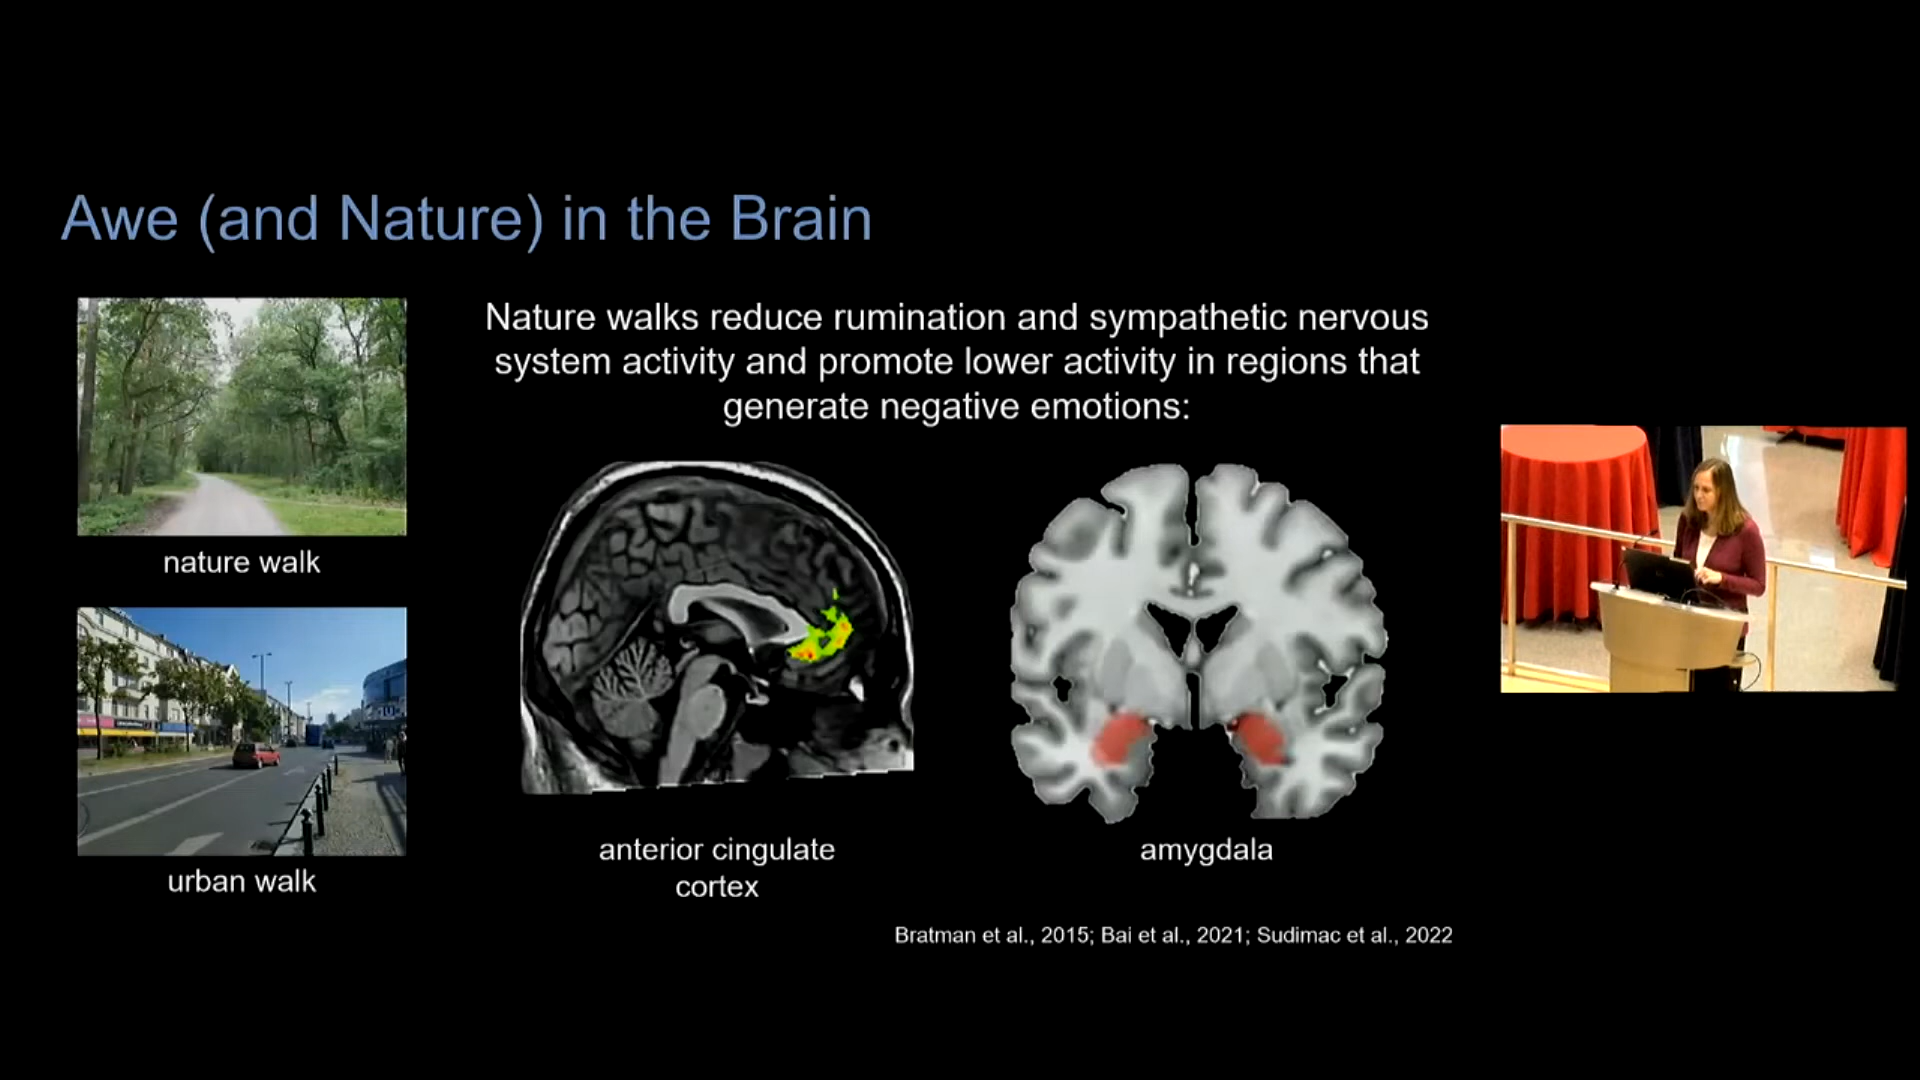 Awe (and Nature) in the Brain
Nature walks reduce rumination and sympathetic nervous
system activity and promote lower activity in regions that
generate negative emotions:
nature walk
urban walk
anterior cingulate
cortex
amygdala
Bratman et al., 2015; Bai et al., 2021; Sudimac et al., 2022